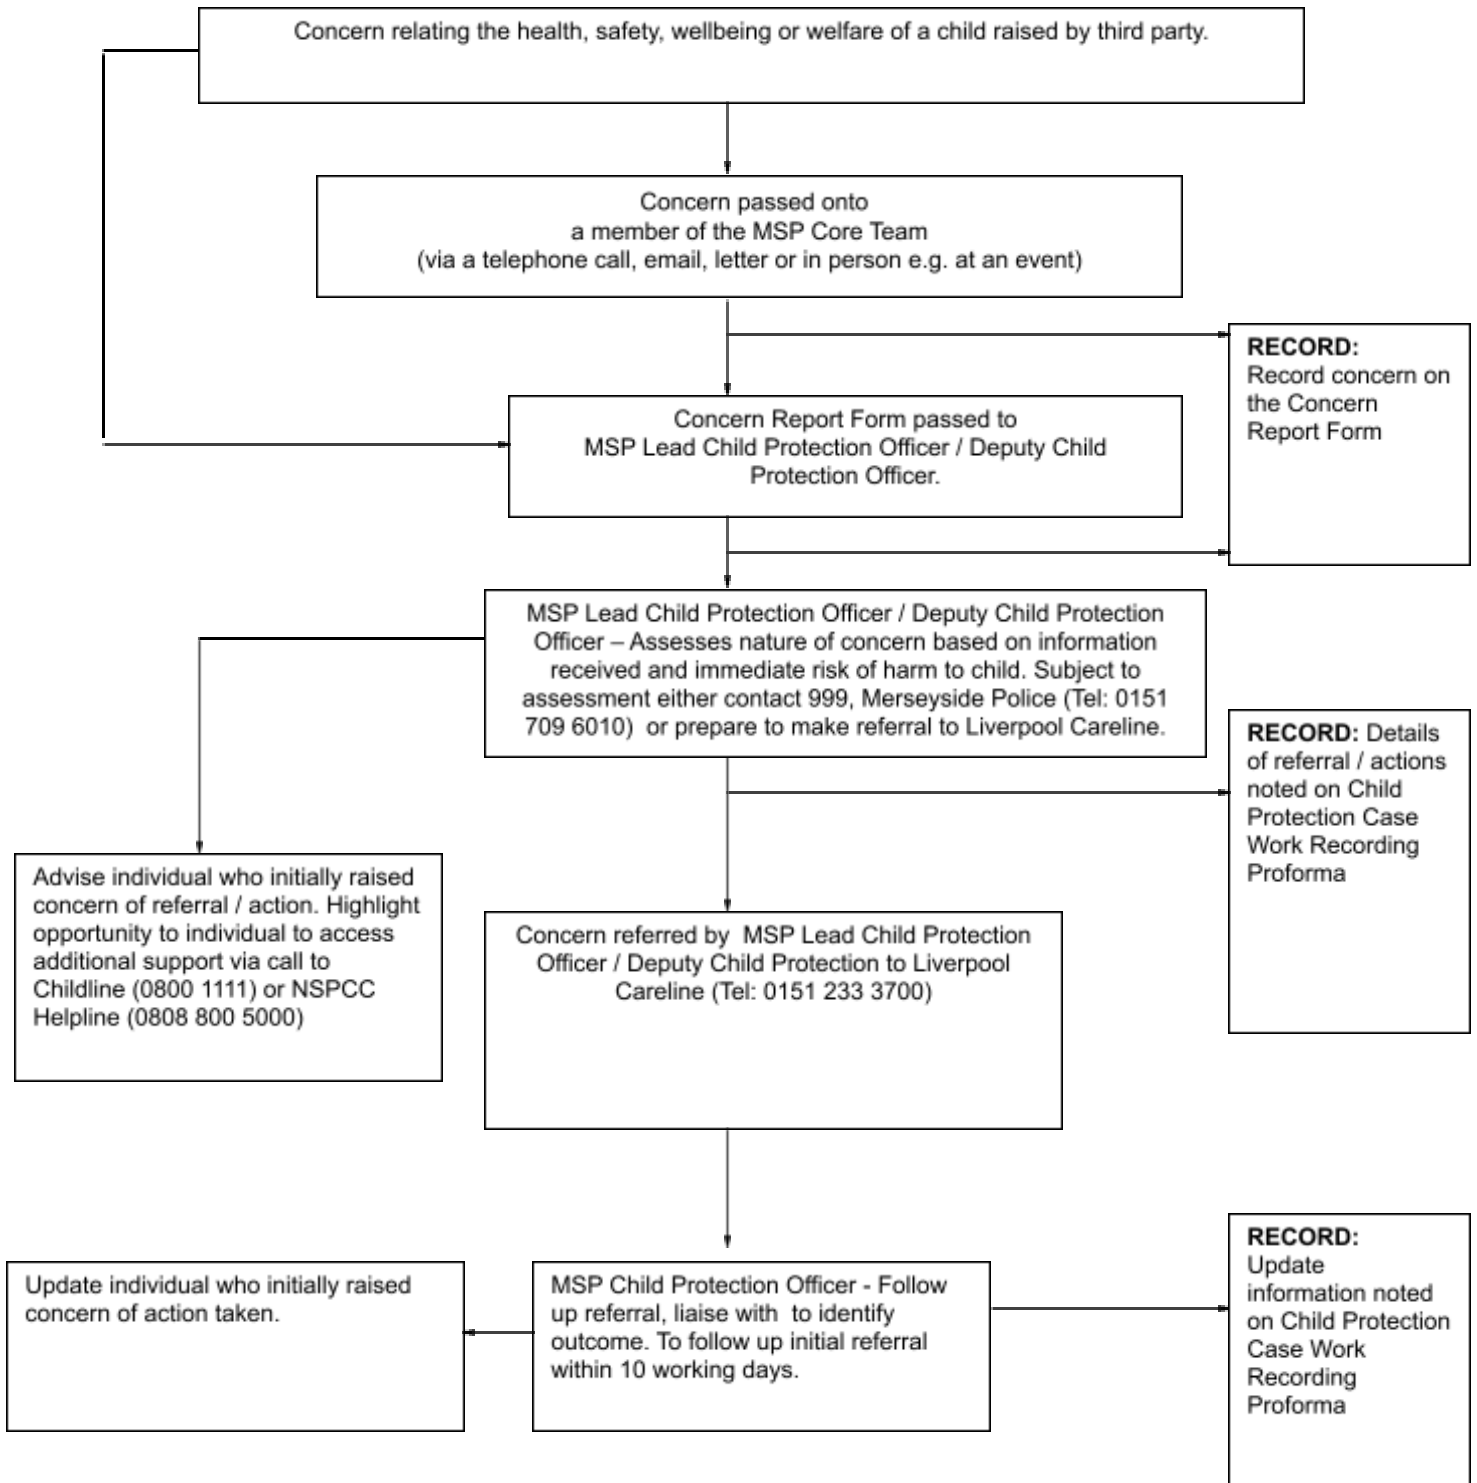 Concern relating the health, safety, wellbeing or welfare of a child raised by third party.
Concern passed onto
a member of the MSP Core Team
(via a telephone call, email, letter or in person e.g. at an event)
RECORD:
Record concern on
the Concern
Report Form
Concern Report Form passed to
MSP Lead Child Protection Officer / Deputy Child
Protection Officer.
MSP Lead Child Protection Officer / Deputy Child Protection
Officer – Assesses nature of concern based on information
received and immediate risk of harm to child. Subject to
assessment either contact 999, Merseyside Police (Tel: 0151
709 6010)  or prepare to make referral to Liverpool Careline.
RECORD: Details
of referral / actions
noted on Child
Protection Case
Work Recording
Proforma
Advise individual who initially raised
concern of referral / action. Highlight
opportunity to individual to access
additional support via call to
Childline (0800 1111) or NSPCC
Helpline (0808 800 5000)
Concern referred by  MSP Lead Child Protection
Officer / Deputy Child Protection to Liverpool
Careline (Tel: 0151 233 3700)
Update individual who initially raised
concern of action taken.
MSP Child Protection Officer - Follow
up referral, liaise with  to identify
outcome. To follow up initial referral
within 10 working days.
RECORD:
Update
information noted
on Child Protection
Case Work
Recording
Proforma